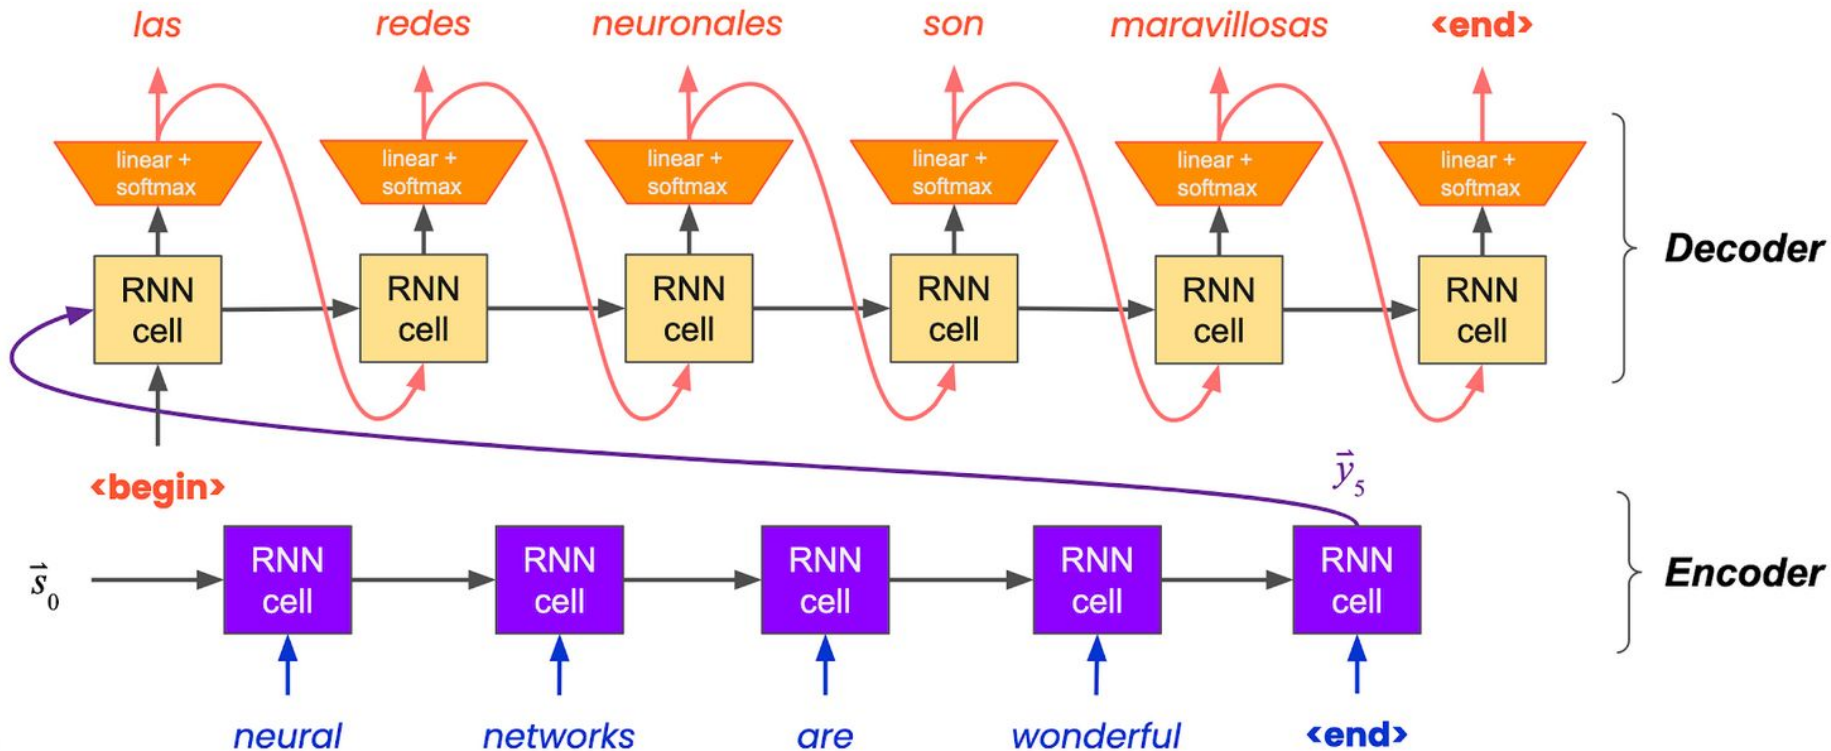 las redes neuronales son maravillosas <end>
linear + linear + linear + linear + linear + linear +
softmax softmax softmax softmax softmax softmax
RNN RNN RNN RNN RNN RNN
cell cell cell cell cell cell
Decoder
<begin>
y⃗₅
s⃗₀
RNN RNN RNN RNN RNN
cell cell cell cell cell
Encoder
neural networks are wonderful <end>